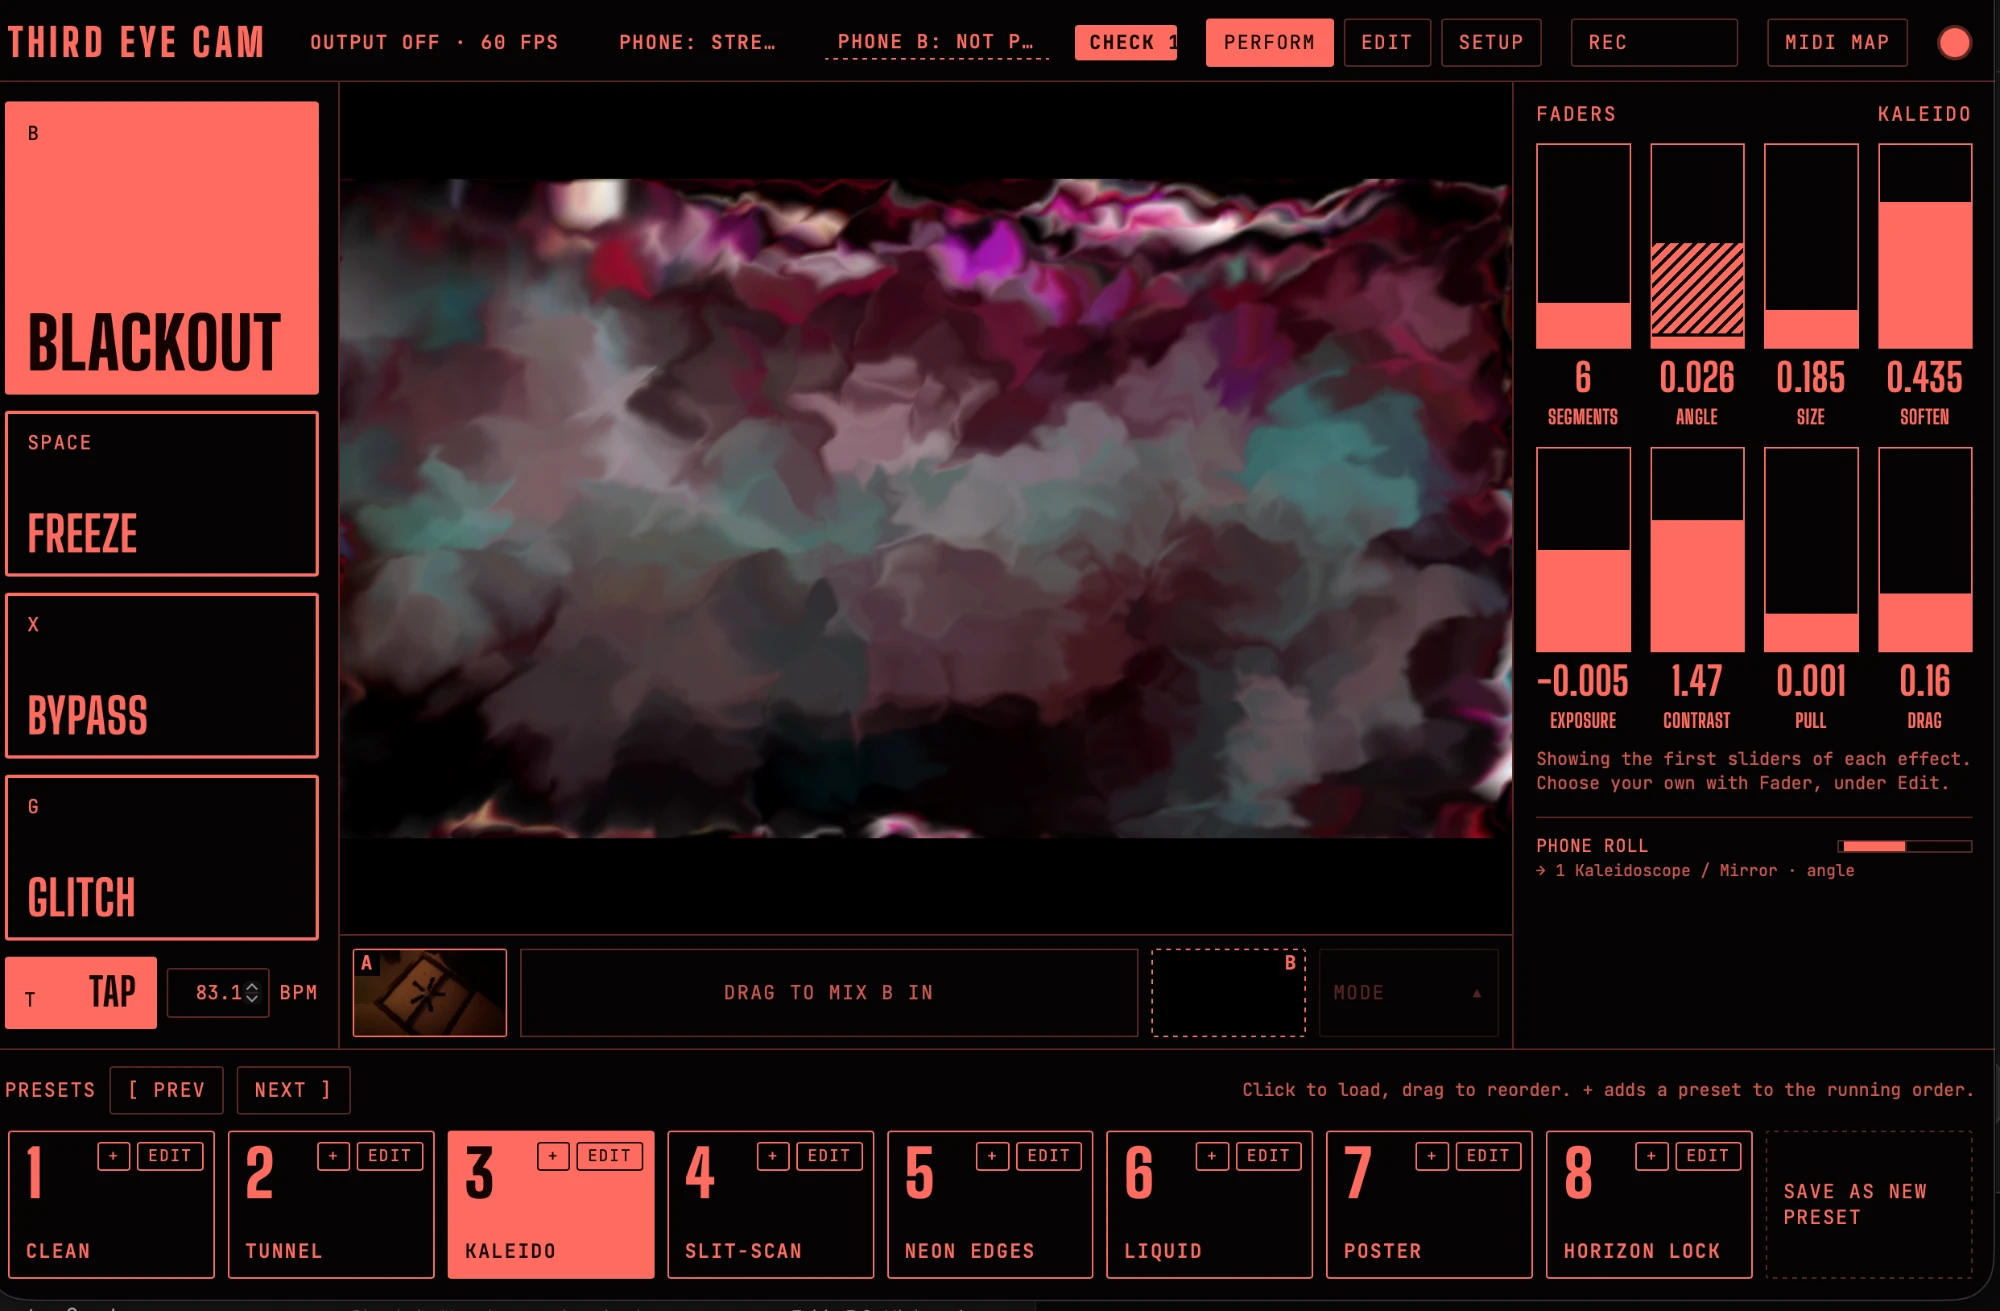 THIRD EYE CAM
OUTPUT OFF · 60 FPS
PHONE: STRE…
PHONE B: NOT P…
CHECK 1
PERFORM
EDIT
SETUP
REC
MIDI MAP
B
BLACKOUT
SPACE
FREEZE
X
BYPASS
G
GLITCH
T TAP
83.1 BPM
A
DRAG TO MIX B IN
B
MODE ▲
FADERS KALEIDO
6 0.026 0.185 0.435
SEGMENTS ANGLE SIZE SOFTEN
-0.005 1.47 0.001 0.16
EXPOSURE CONTRAST PULL DRAG
Showing the first sliders of each effect.
Choose your own with Fader, under Edit.
PHONE ROLL
→ 1 Kaleidoscope / Mirror · angle
PRESETS [ PREV NEXT ]
Click to load, drag to reorder. + adds a preset to the running order.
1 + EDIT
CLEAN
2 + EDIT
TUNNEL
3 + EDIT
KALEIDO
4 + EDIT
SLIT-SCAN
5 + EDIT
NEON EDGES
6 + EDIT
LIQUID
7 + EDIT
POSTER
8 + EDIT
HORIZON LOCK
SAVE AS NEW
PRESET